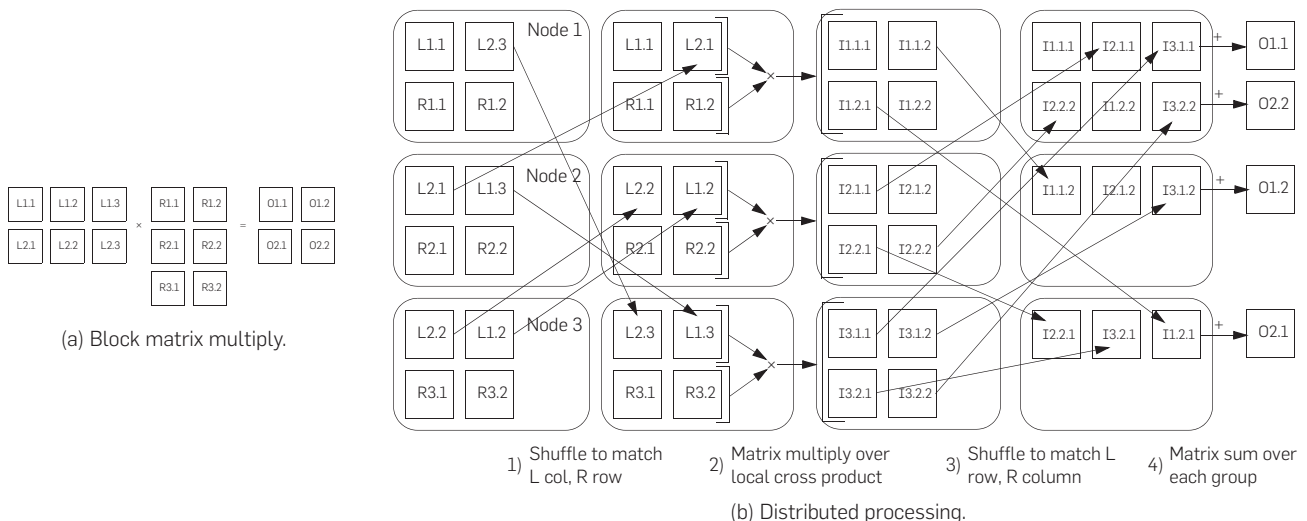 L1.1 L1.2 L1.3
L2.1 L2.2 L2.3
×
R1.1 R1.2
R2.1 R2.2
R3.1 R3.2
=
O1.1 O1.2
O2.1 O2.2
(a) Block matrix multiply.
Node 1
L1.1 L2.3
R1.1 R1.2
L1.1 L2.1
R1.1 R1.2
×
I1.1.1 I1.1.2
I1.2.1 I1.2.2
I1.1.1 I2.1.1 I3.1.1 + O1.1
I2.2.2 I1.2.2 I3.2.2 + O2.2
Node 2
L2.1 L1.3
R2.1 R2.2
L2.2 L1.2
R2.1 R2.2
×
I2.1.1 I2.1.2
I2.2.1 I2.2.2
I1.1.2 I2.1.2 I3.1.2 + O1.2
Node 3
L2.2 L1.2
R3.1 R3.2
L2.3 L1.3
R3.1 R3.2
×
I3.1.1 I3.1.2
I3.2.1 I3.2.2
I2.2.1 I3.2.1 I1.2.1 + O2.1
1) Shuffle to match
L col, R row
2) Matrix multiply over
local cross product
3) Shuffle to match L
row, R column
4) Matrix sum over
each group
(b) Distributed processing.